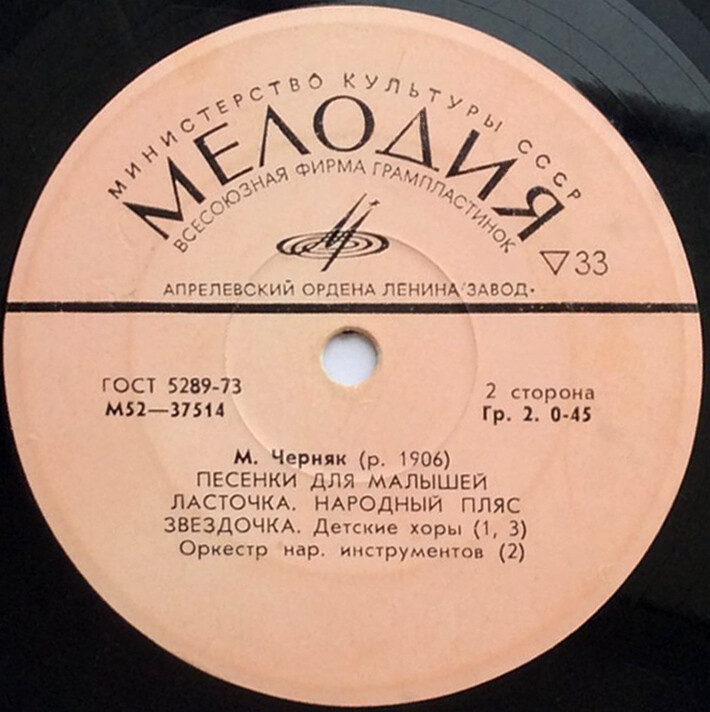 МИНИСТЕРСТВО КУЛЬТУРЫ СССР
МЕЛОДИЯ
ВСЕСОЮЗНАЯ ФИРМА ГРАМПЛАСТИНОК
▽33
АПРЕЛЕВСКИЙ ОРДЕНА ЛЕНИНА ЗАВОД•
ГОСТ 5289-73
М52—37514
2 сторона
Гр. 2. 0-45
М. Черняк (р. 1906)
ПЕСЕНКИ ДЛЯ МАЛЫШЕЙ
ЛАСТОЧКА. НАРОДНЫЙ ПЛЯС
ЗВЕЗДОЧКА. Детские хоры (1, 3)
Оркестр нар. инструментов (2)